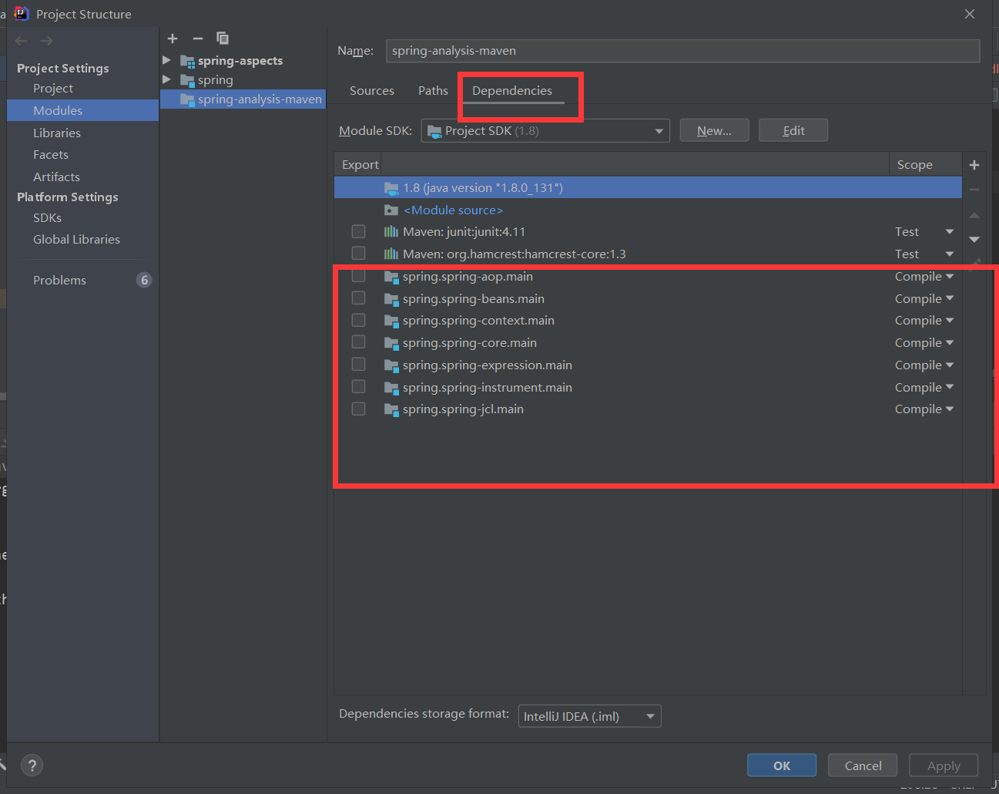 Project Structure
Project Settings
Project
Modules
Libraries
Facets
Artifacts
Platform Settings
SDKs
Global Libraries
Problems 6
spring-aspects
spring
spring-analysis-maven
Name: spring-analysis-maven
Sources Paths Dependencies
Module SDK: Project SDK (1.8) New... Edit
Export Scope
1.8 (java version "1.8.0_131")
<Module source>
Maven: junit:junit:4.11 Test
Maven: org.hamcrest:hamcrest-core:1.3 Test
spring.spring-aop.main Compile
spring.spring-beans.main Compile
spring.spring-context.main Compile
spring.spring-core.main Compile
spring.spring-expression.main Compile
spring.spring-instrument.main Compile
spring.spring-jcl.main Compile
Dependencies storage format: IntelliJ IDEA (.iml)
? OK Cancel Apply